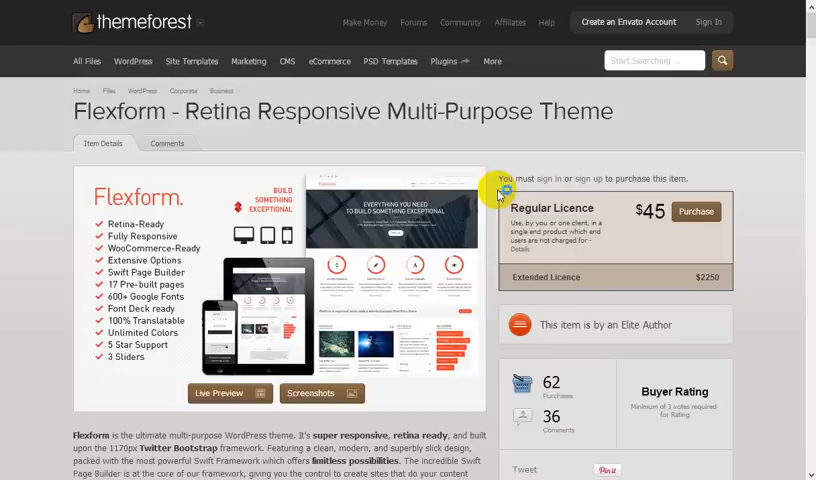 themeforest
Make Money Forums Community Affiliates Help Create an Envato Account Sign In
All Files WordPress Site Templates Marketing CMS eCommerce PSD Templates Plugins More Start Searching ...
Home Files WordPress Corporate Business
Flexform - Retina Responsive Multi-Purpose Theme
Item Details Comments
You must sign in or sign up to purchase this item.
Flexform.
BUILD
SOMETHING
EXCEPTIONAL
Retina-Ready
Fully Responsive
WooCommerce-Ready
Extensive Options
Swift Page Builder
17 Pre-built pages
600+ Google Fonts
Font Deck ready
100% Translatable
Unlimited Colors
5 Star Support
3 Sliders
EVERYTHING YOU NEED
TO BUILD SOMETHING EXCEPTIONAL
Live Preview Screenshots
Regular Licence $45 Purchase
Use, by you or one client, in a
single end product which end
users are not charged for -
Details
Extended Licence $2250
This item is by an Elite Author
62
Purchases
36
Comments
Buyer Rating
Minimum of 3 votes required
for Rating
Tweet Pin it
Flexform is the ultimate multi-purpose WordPress theme. It's super responsive, retina ready, and built
upon the 1170px Twitter Bootstrap framework. Featuring a clean, modern, and superbly slick design,
packed with the most powerful Swift Framework which offers limitless possibilities. The incredible Swift
Page Builder is at the core of our framework, giving you the control to create sites that do your content